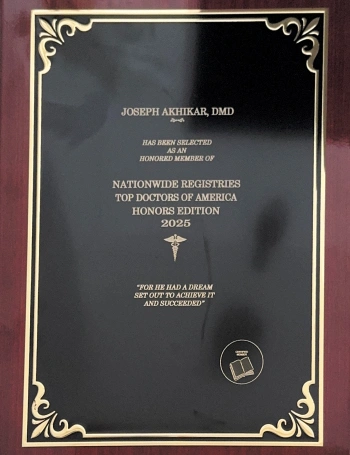 JOSEPH AKHIKAR, DMD
HAS BEEN SELECTED
AS AN
HONORED MEMBER OF
NATIONWIDE REGISTRIES
TOP DOCTORS OF AMERICA
HONORS EDITION
2025
"FOR HE HAD A DREAM
SET OUT TO ACHIEVE IT
AND SUCCEEDED"